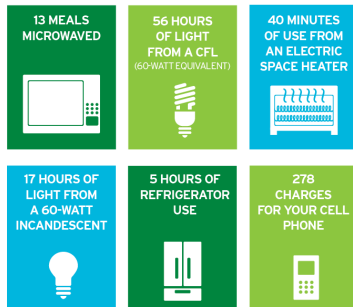 13 MEALS
MICROWAVED
56 HOURS
OF LIGHT
FROM A CFL
(60-WATT EQUIVALENT)
40 MINUTES
OF USE FROM
AN ELECTRIC
SPACE HEATER
17 HOURS OF
LIGHT FROM
A 60-WATT
INCANDESCENT
5 HOURS OF
REFRIGERATOR
USE
278
CHARGES
FOR YOUR CELL
PHONE